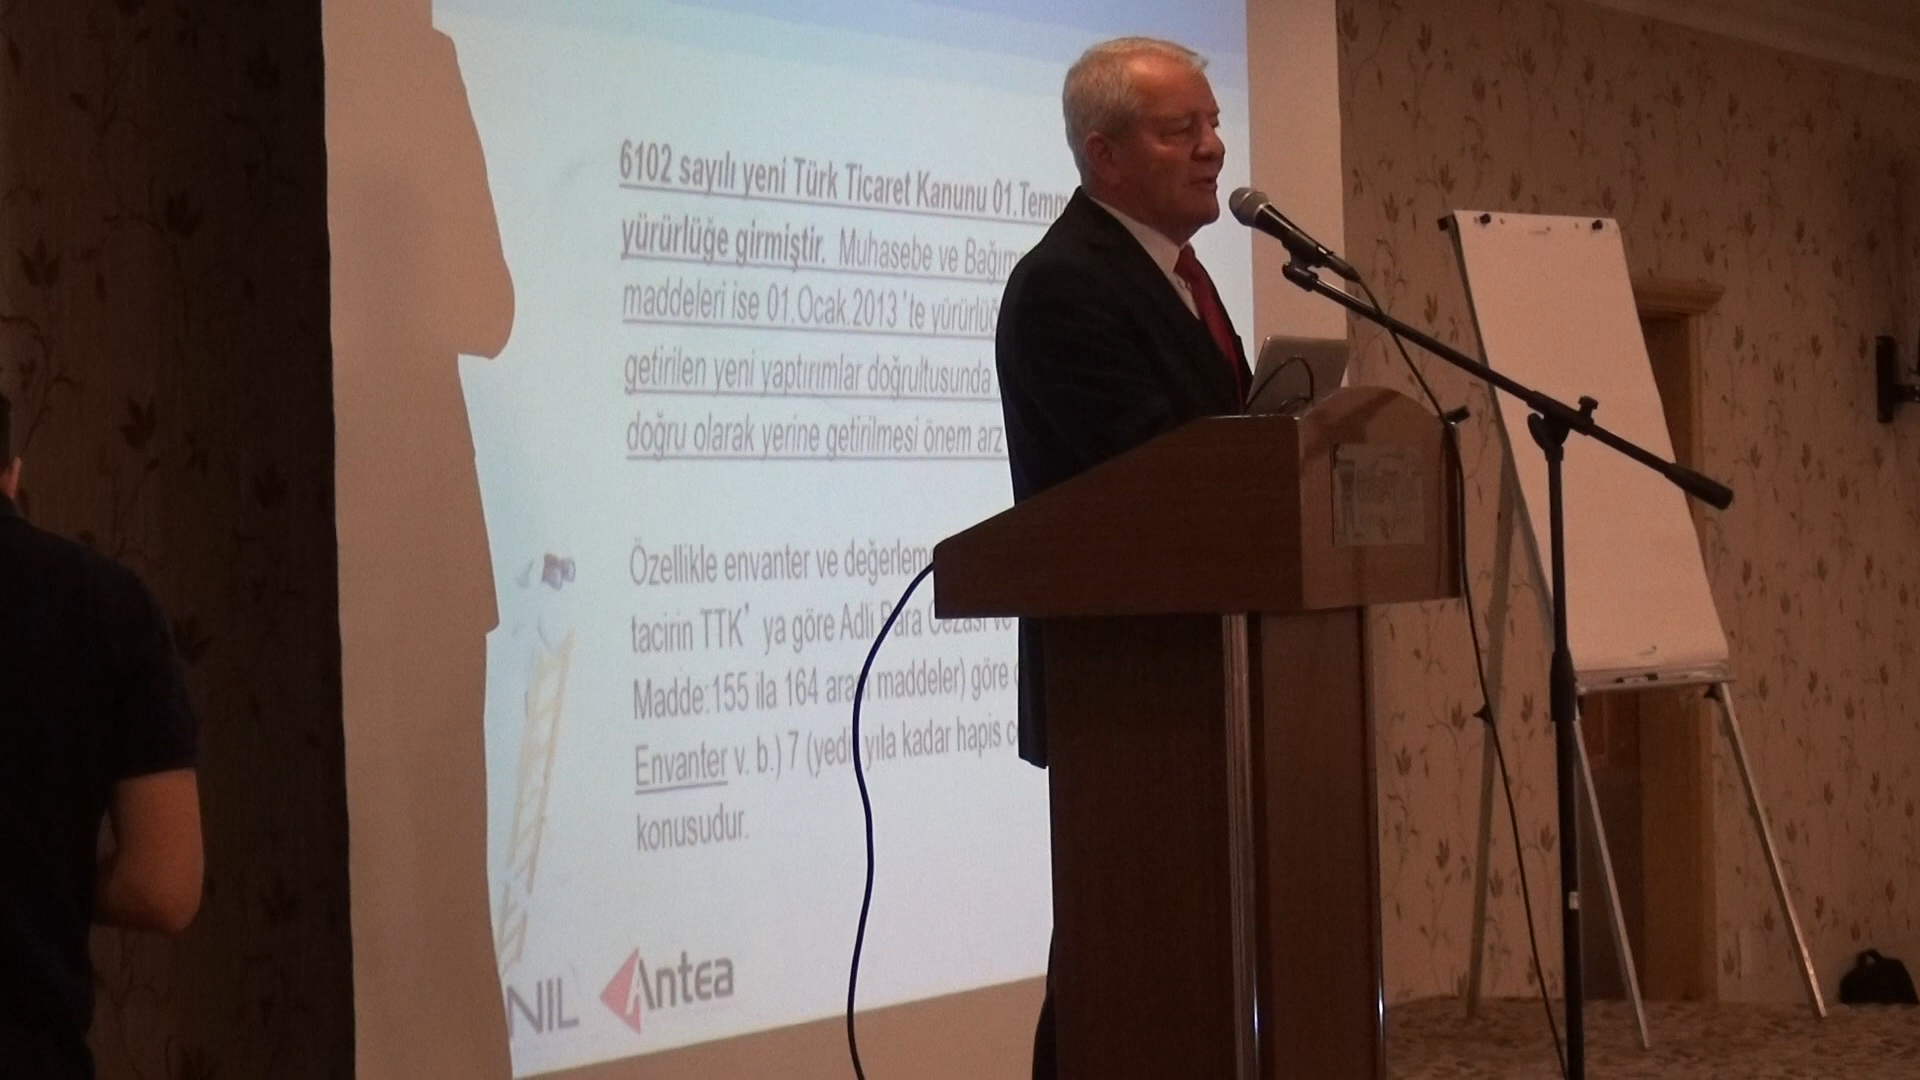 6102 sayılı yeni Türk Ticaret Kanunu 01.Temm
yürürlüğe girmiştir. Muhasebe ve Bağım
maddeleri ise 01.Ocak.2013 'te yürürlüğ
getirilen yeni yaptırımlar doğrultusunda
doğru olarak yerine getirilmesi önem arz
Özellikle envanter ve değerlem
tacirin TTK' ya göre Adli Para Cezası ve
Madde:155 ila 164 arası maddeler) göre
Envanter v. b.) 7 (yedi yıla kadar hapis c
konusudur.
NIL Antea